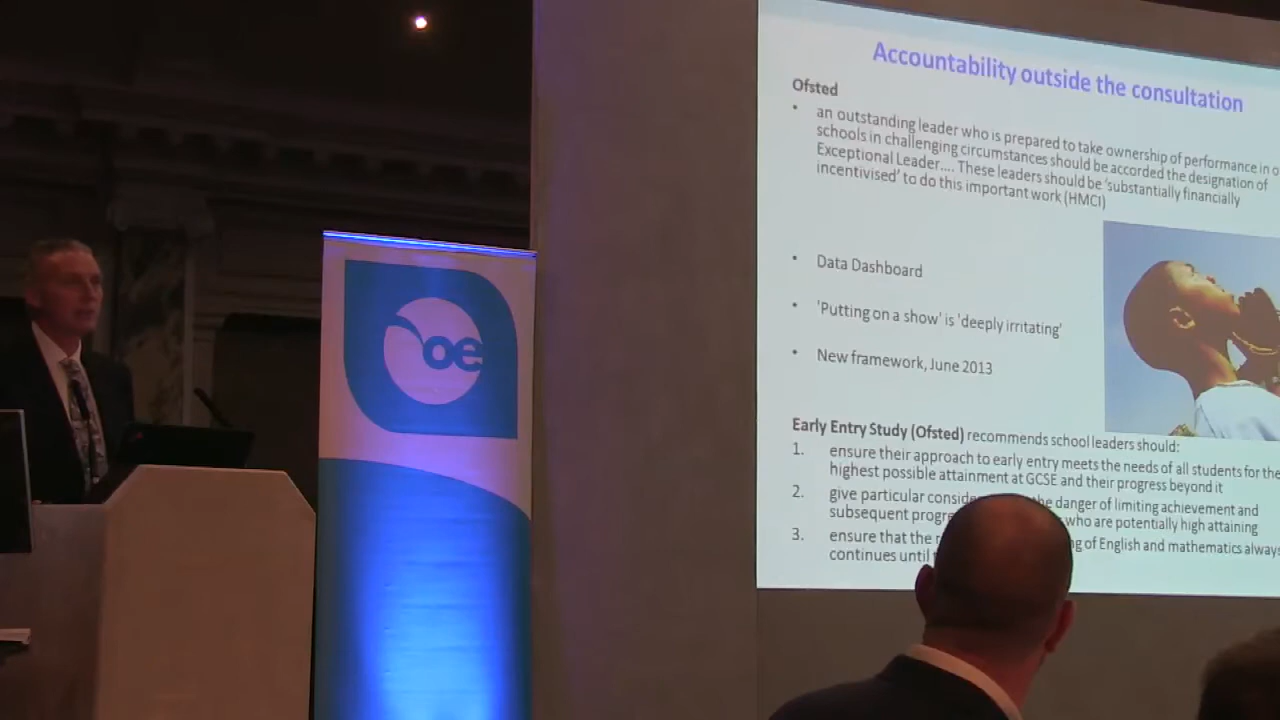 Accountability outside the consultation
Ofsted
• an outstanding leader who is prepared to take ownership of performance in
schools in challenging circumstances should be accorded the designation of
Exceptional Leader.... These leaders should be 'substantially financially
incentivised' to do this important work (HMCI)
• Data Dashboard
• 'Putting on a show' is 'deeply irritating'
• New framework, June 2013
Early Entry Study (Ofsted) recommends school leaders should:
1. ensure their approach to early entry meets the needs of all students for the
highest possible attainment at GCSE and their progress beyond it
2. give particular the danger of limiting achievement and
subsequent who are potentially high attaining
3. ensure that the of English and mathematics always
continues until
oe